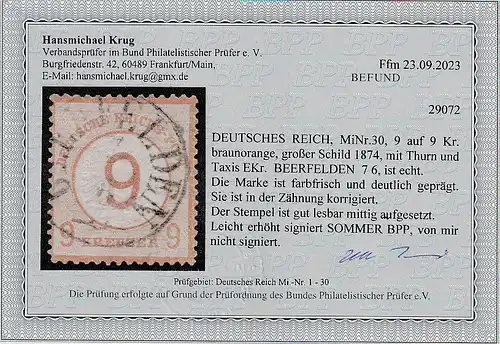 Hansmichael Krug
Verbandsprüfer im Bund Philatelistischer Prüfer e. V.
Burgfriedenstr. 42, 60489 Frankfurt/Main,
E-Mail: hansmichael.krug@gmx.de
Ffm 23.09.2023
BEFUND
29072
DEUTSCHES REICH, MiNr.30, 9 auf 9 Kr.
braunorange, großer Schild 1874, mit Thurn und
Taxis EKr. BEERFELDEN 7 6, ist echt.
Die Marke ist farbfrisch und deutlich geprägt.
Sie ist in der Zähnung korrigiert.
Der Stempel ist gut lesbar mittig aufgesetzt.
Leicht erhöht signiert SOMMER BPP, von mir
nicht signiert.
9
9 KREUZER 9
Prüfgebiet: Deutsches Reich Mi -Nr. 1 - 30
Die Prüfung erfolgte auf Grund der Prüfordnung des Bundes Philatelistischer Prüfer e.V.